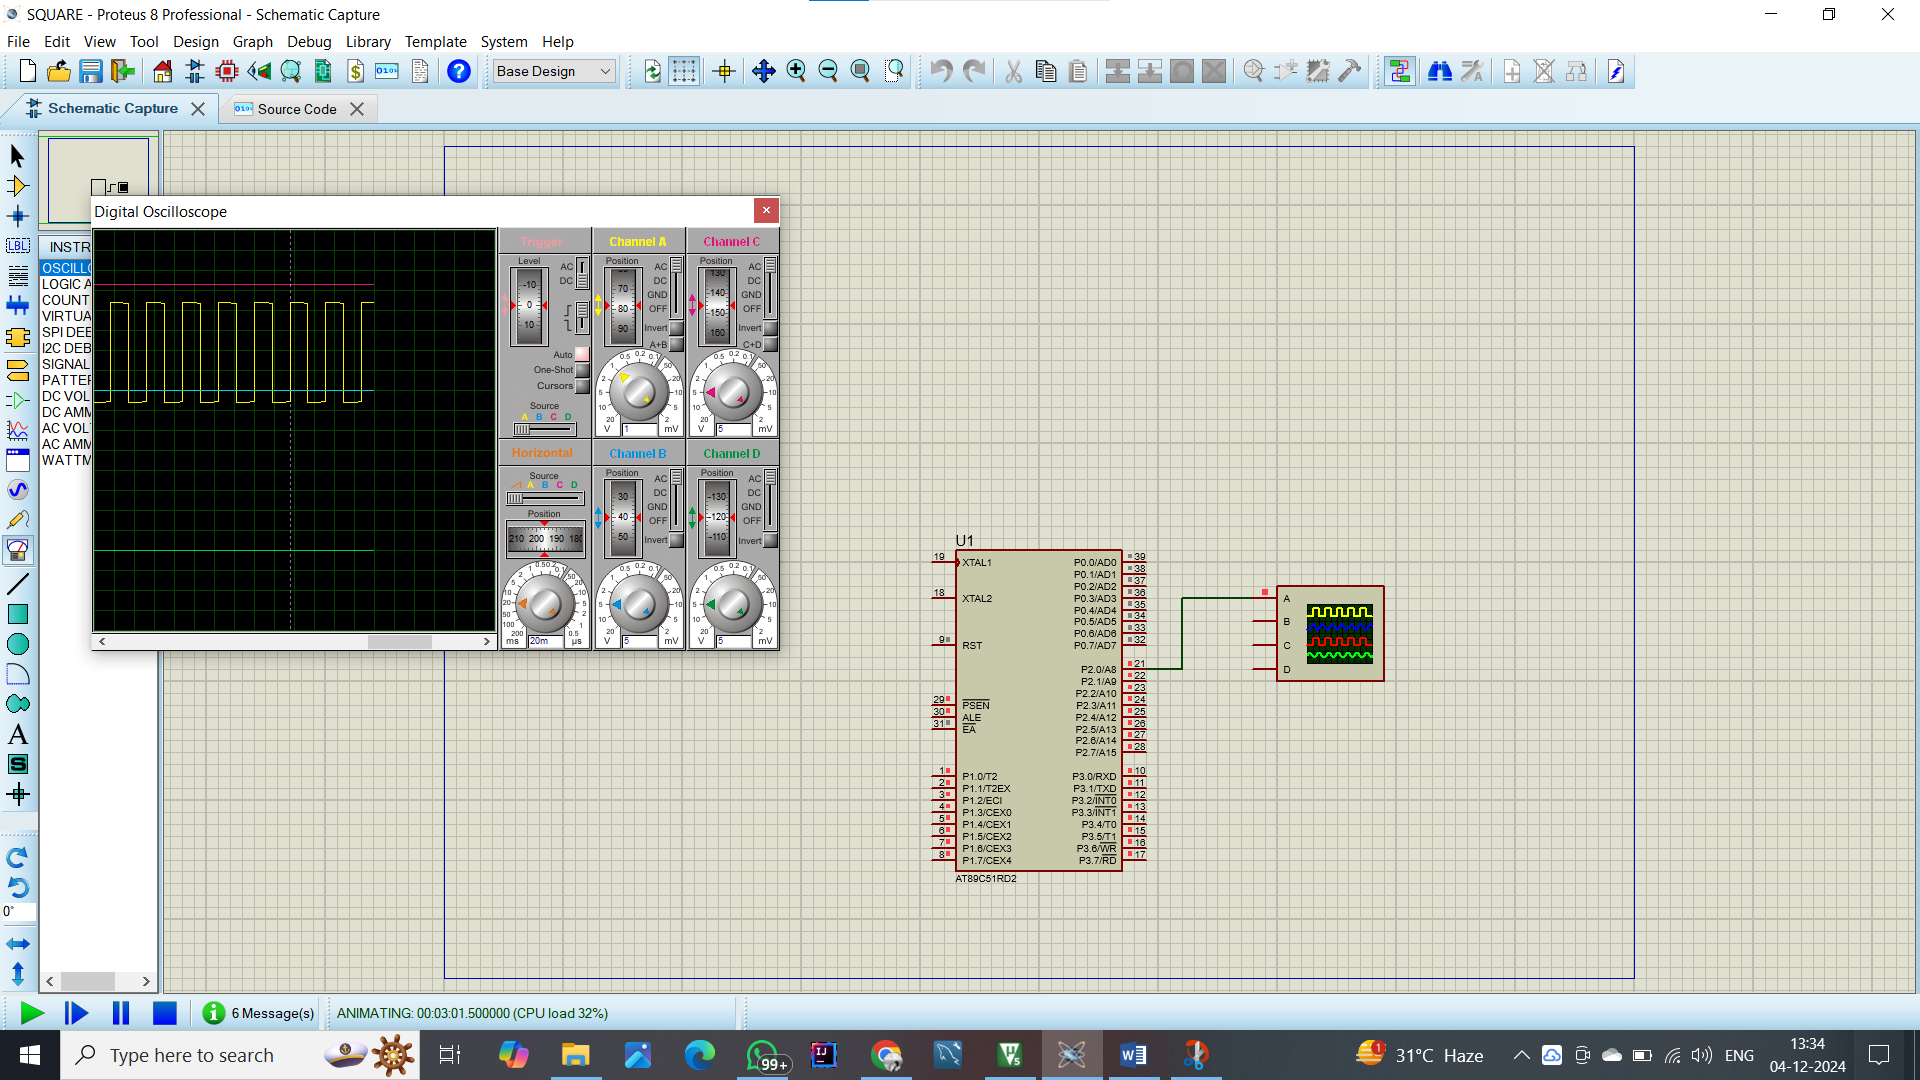 SQUARE - Proteus 8 Professional - Schematic Capture
File Edit View Tool Design Graph Debug Library Template System Help
Base Design
Schematic Capture
Source Code
INSTR
OSCILLO
LOGIC A
COUNT
VIRTUA
SPI DEB
I2C DEB
SIGNAL
PATTER
DC VOL
DC AMM
AC VOL
AC AMM
WATTM
LBL
A
S
0°
Digital Oscilloscope
Trigger
Level
-10
0
10
AC
DC
Auto
One-Shot
Cursors
Source
A B C D
Channel A
Position
70
80
90
AC
DC
GND
OFF
Invert
A+B
V 1 mV
Channel C
Position
130
-140
-150
160
AC
DC
GND
OFF
Invert
C+D
V 5 mV
Horizontal
Source
A B C D
Position
210 200 190 180
ms 20m µs
Channel B
Position
30
40
50
AC
DC
GND
OFF
Invert
V 5 mV
Channel D
Position
-130
-120
-110
AC
DC
GND
OFF
Invert
V 5 mV
U1
19 XTAL1
18 XTAL2
9 RST
29 PSEN
30 ALE
31 EA
1 P1.0/T2
2 P1.1/T2EX
3 P1.2/ECI
4 P1.3/CEX0
5 P1.4/CEX1
6 P1.5/CEX2
7 P1.6/CEX3
8 P1.7/CEX4
P0.0/AD0 39
P0.1/AD1 38
P0.2/AD2 37
P0.3/AD3 36
P0.4/AD4 35
P0.5/AD5 34
P0.6/AD6 33
P0.7/AD7 32
P2.0/A8 21
P2.1/A9 22
P2.2/A10 23
P2.3/A11 24
P2.4/A12 25
P2.5/A13 26
P2.6/A14 27
P2.7/A15 28
P3.0/RXD 10
P3.1/TXD 11
P3.2/INT0 12
P3.3/INT1 13
P3.4/T0 14
P3.5/T1 15
P3.6/WR 16
P3.7/RD 17
AT89C51RD2
A
B
C
D
6 Message(s)
ANIMATING: 00:03:01.500000 (CPU load 32%)
Type here to search
99+
31°C Haze
ENG
13:34
04-12-2024